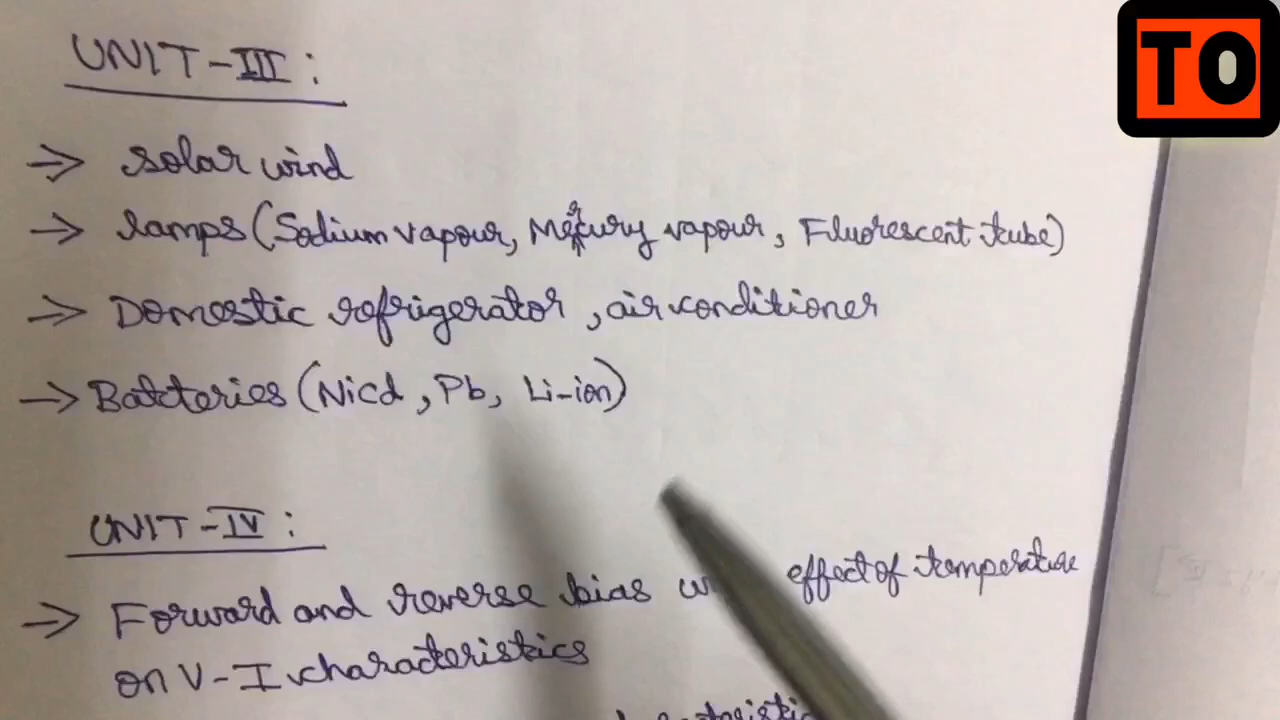 TO
UNIT-III :
→ solar wind
→ lamps (Sodium vapour, Mercury vapour, Fluorescent tube)
→ Domestic refrigerator, air conditioner
→ Batteries (Nicd, Pb, Li-ion)
UNIT-IV :
→ Forward and reverse bias effect of temperature
on V-I characteristics